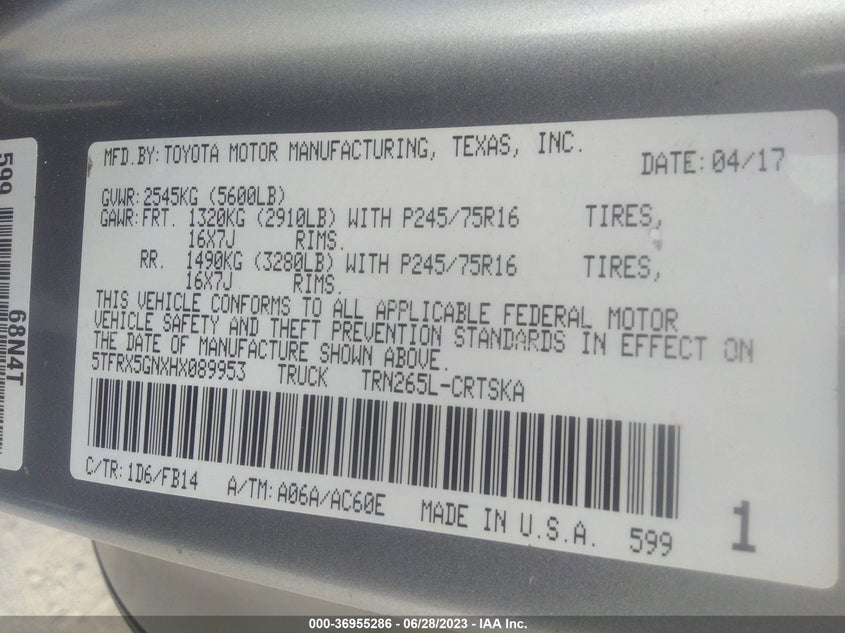 MFD.BY: TOYOTA MOTOR MANUFACTURING, TEXAS, INC. DATE: 04/17
GVWR: 2545KG (5600LB)
GAWR: FRT. 1320KG (2910LB) WITH P245/75R16 TIRES,
16X7J RIMS.
RR. 1490KG (3280LB) WITH P245/75R16 TIRES,
16X7J RIMS.
THIS VEHICLE CONFORMS TO ALL APPLICABLE FEDERAL MOTOR
VEHICLE SAFETY AND THEFT PREVENTION STANDARDS IN EFFECT ON
THE DATE OF MANUFACTURE SHOWN ABOVE.
5TFRX5GNXHX089953 TRUCK TRN265L-CRTSKA
C/TR: 1D6/FB14 A/TM: A06A/AC60E MADE IN U.S.A. 599 1
599
68N4T
000-36955286 - 06/28/2023 - IAA Inc.